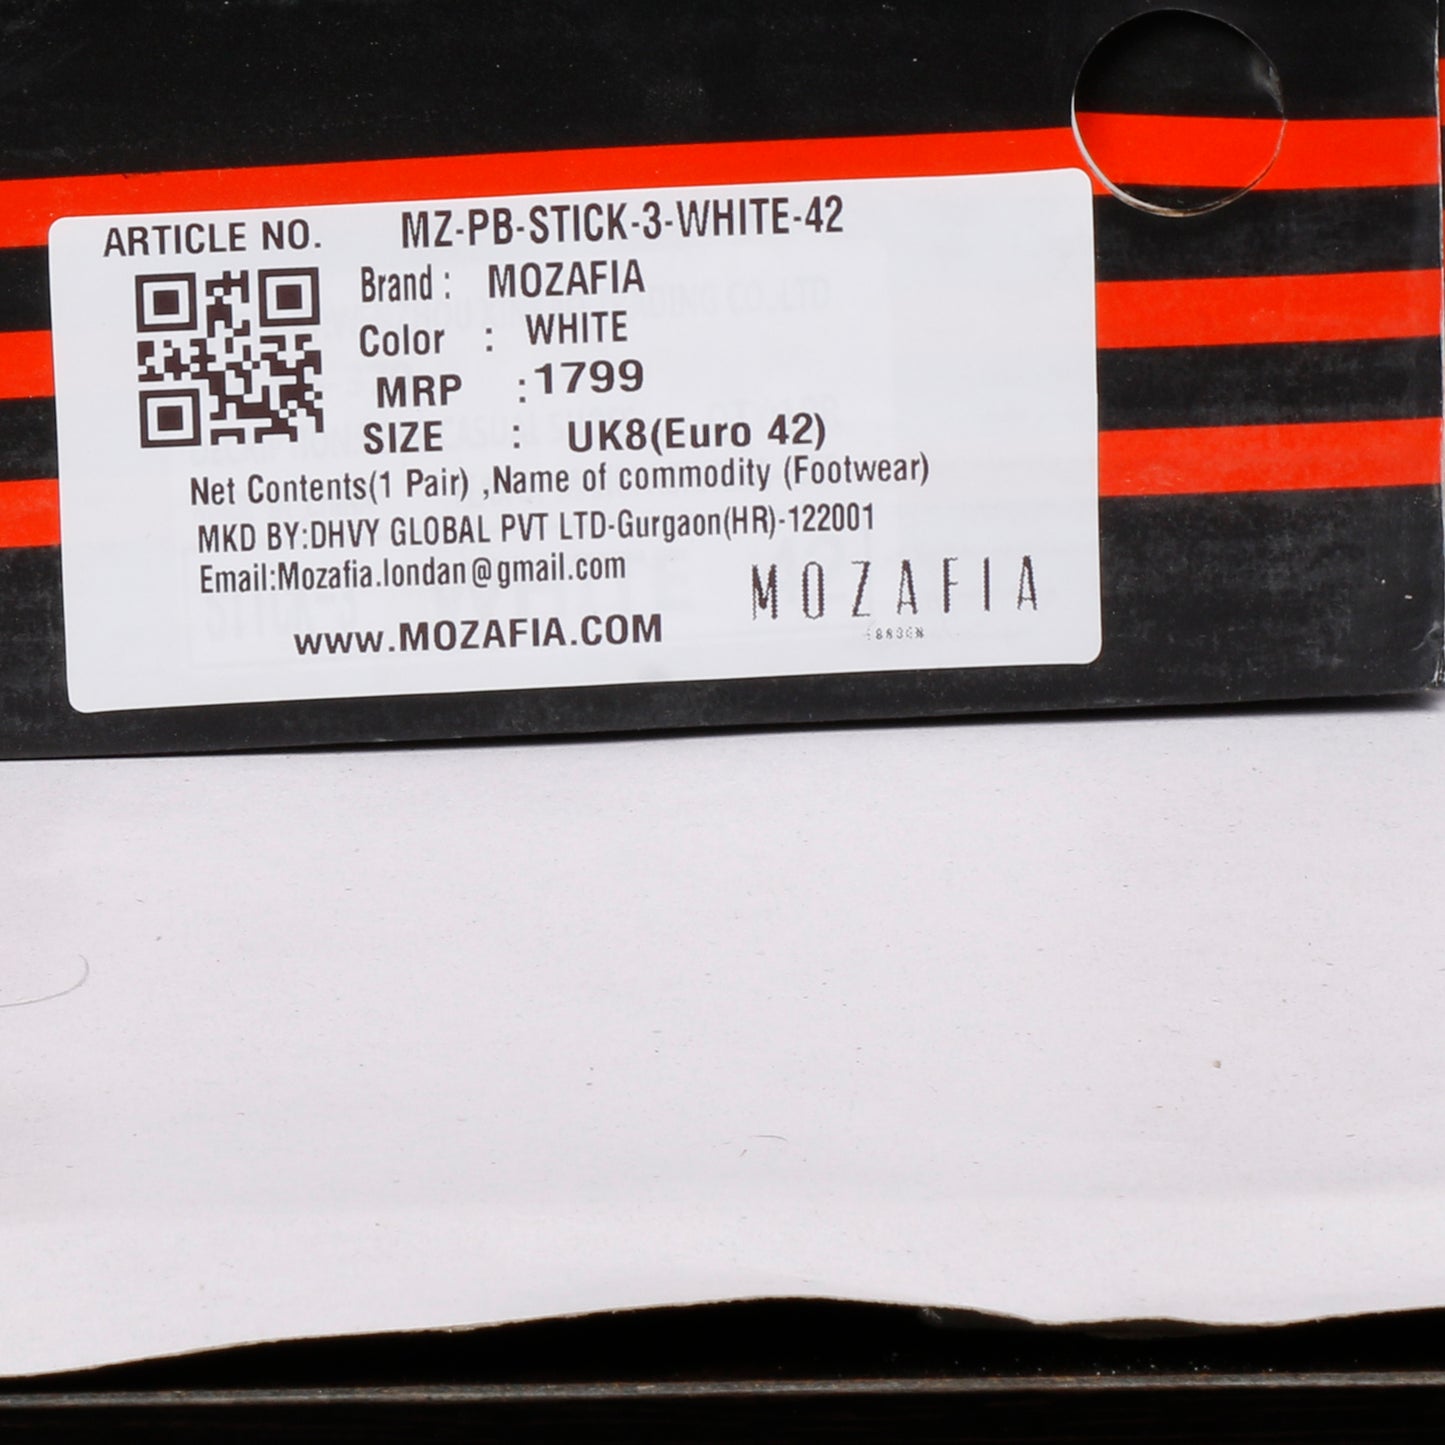 ARTICLE NO. MZ-PB-STICK-3-WHITE-42
Brand : MOZAFIA
Color : WHITE
MRP :1799
SIZE : UK8(Euro 42)
Net Contents(1 Pair) ,Name of commodity (Footwear)
MKD BY:DHVY GLOBAL PVT LTD-Gurgaon(HR)-122001
Email:Mozafia.londan@gmail.com
www.MOZAFIA.COM
MOZAFIA